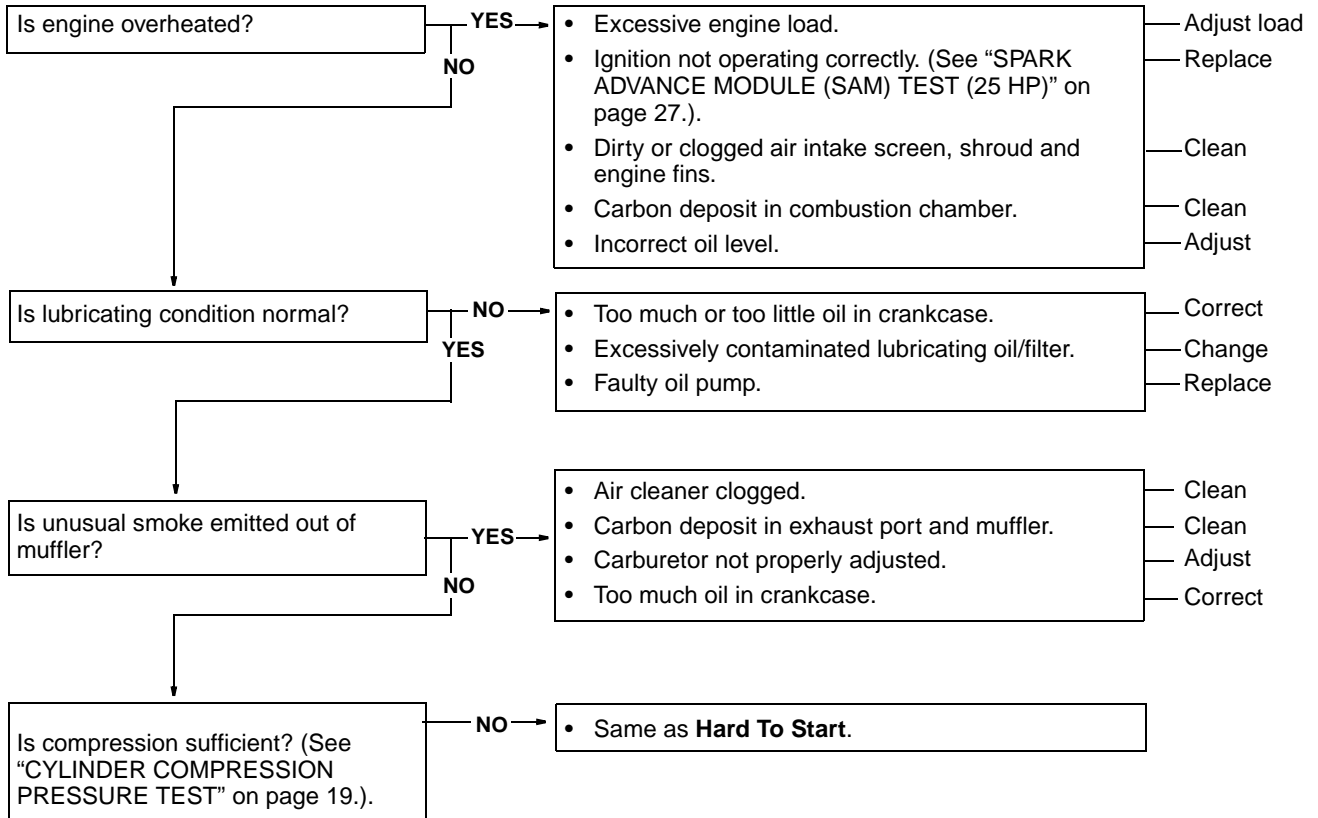 Is engine overheated?
YES
NO
• Excessive engine load.
• Ignition not operating correctly. (See “SPARK
ADVANCE MODULE (SAM) TEST (25 HP)” on
page 27.).
• Dirty or clogged air intake screen, shroud and
engine fins.
• Carbon deposit in combustion chamber.
• Incorrect oil level.
Adjust load
Replace
Clean
Clean
Adjust
Is lubricating condition normal?
NO
YES
• Too much or too little oil in crankcase.
• Excessively contaminated lubricating oil/filter.
• Faulty oil pump.
Correct
Change
Replace
Is unusual smoke emitted out of
muffler?
YES
NO
• Air cleaner clogged.
• Carbon deposit in exhaust port and muffler.
• Carburetor not properly adjusted.
• Too much oil in crankcase.
Clean
Clean
Adjust
Correct
Is compression sufficient? (See
“CYLINDER COMPRESSION
PRESSURE TEST” on page 19.).
NO
• Same as Hard To Start.